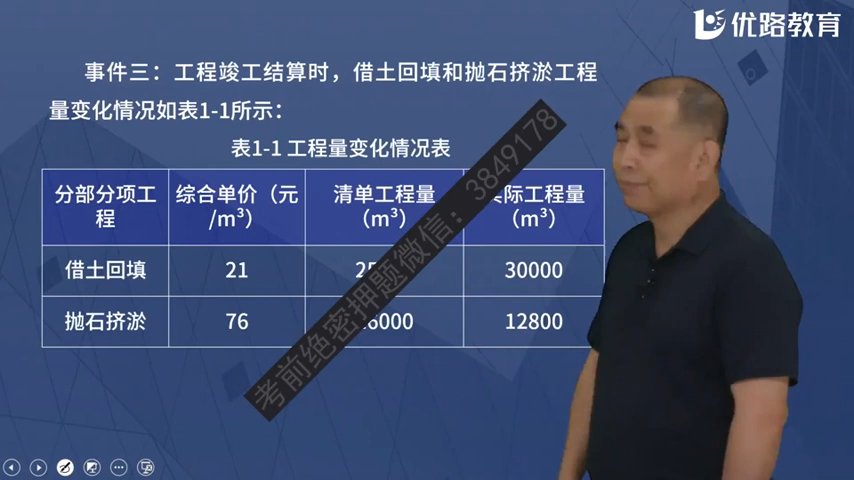 优路教育
事件三：工程竣工结算时，借土回填和抛石挤淤工程
量变化情况如表1-1所示：
表1-1 工程量变化情况表
分部分项工
程
综合单价（元
/m³）
清单工程量
（m³）
际工程量
（m³）
借土回填 21 30000
抛石挤淤 76 6000 12800
考前绝密押题微信：3849178